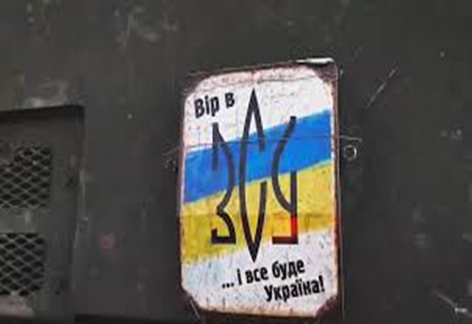 Вір в
ЗСУ
... і все буде
Україна!